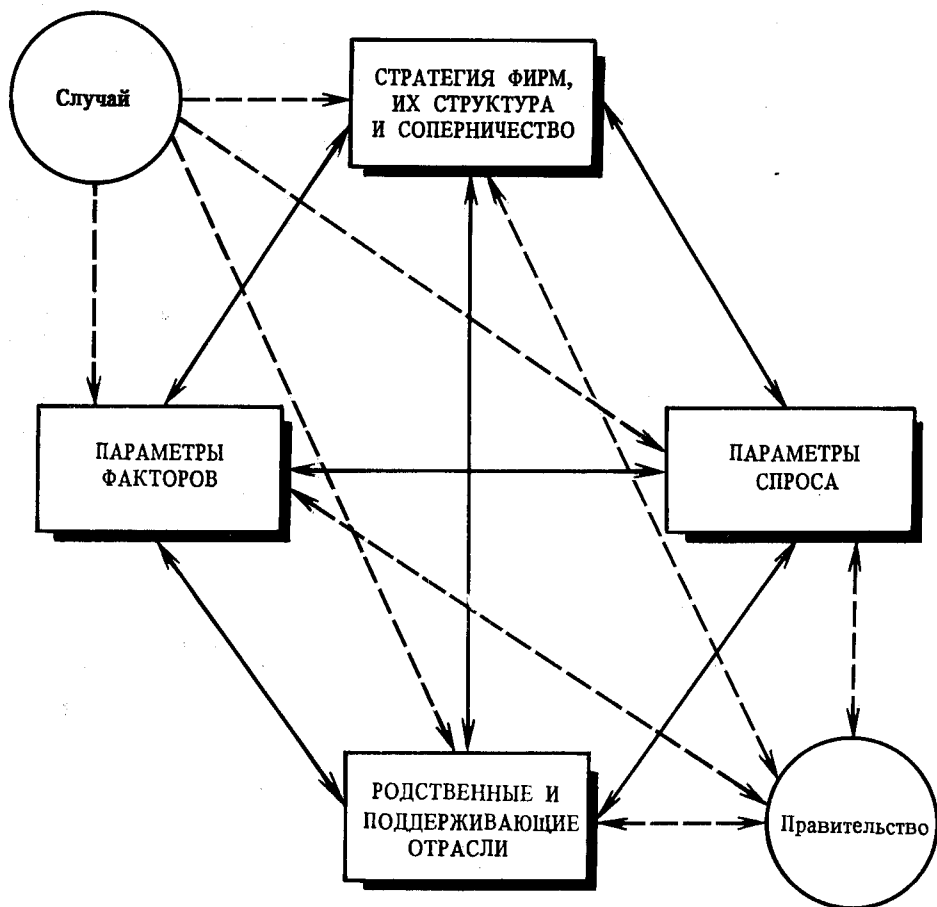 Случай
СТРАТЕГИЯ ФИРМ,
ИХ СТРУКТУРА
И СОПЕРНИЧЕСТВО
ПАРАМЕТРЫ
ФАКТОРОВ
ПАРАМЕТРЫ
СПРОСА
РОДСТВЕННЫЕ И
ПОДДЕРЖИВАЮЩИЕ
ОТРАСЛИ
Правительство